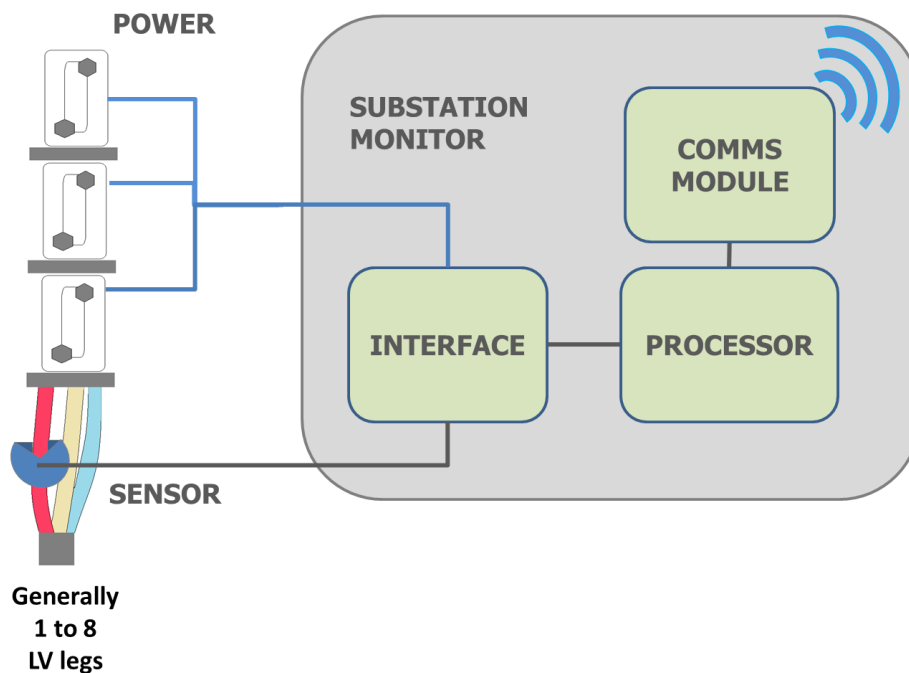 POWER
SUBSTATION
MONITOR
COMMS
MODULE
INTERFACE
PROCESSOR
SENSOR
Generally
1 to 8
LV legs